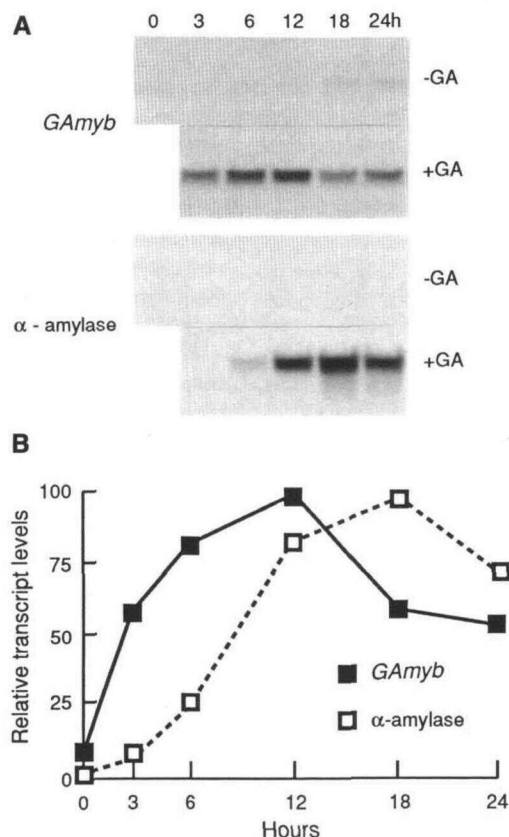 A
0 3 6 12 18 24h
-GA
GAmyb
+GA
-GA
α - amylase
+GA
B
Relative transcript levels
100
75
50
25
0
GAmyb
α-amylase
0 3 6 12 18 24
Hours